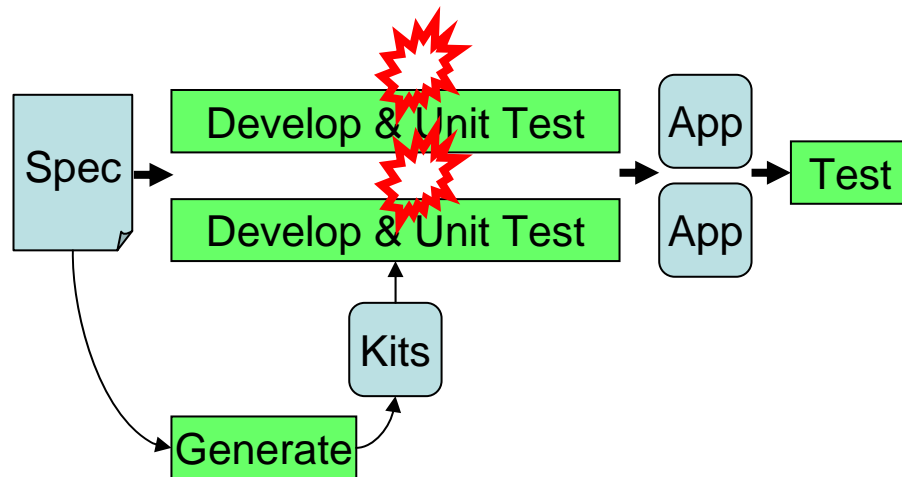 Develop & Unit Test
App
Spec
Test
Develop & Unit Test
App
Kits
Generate